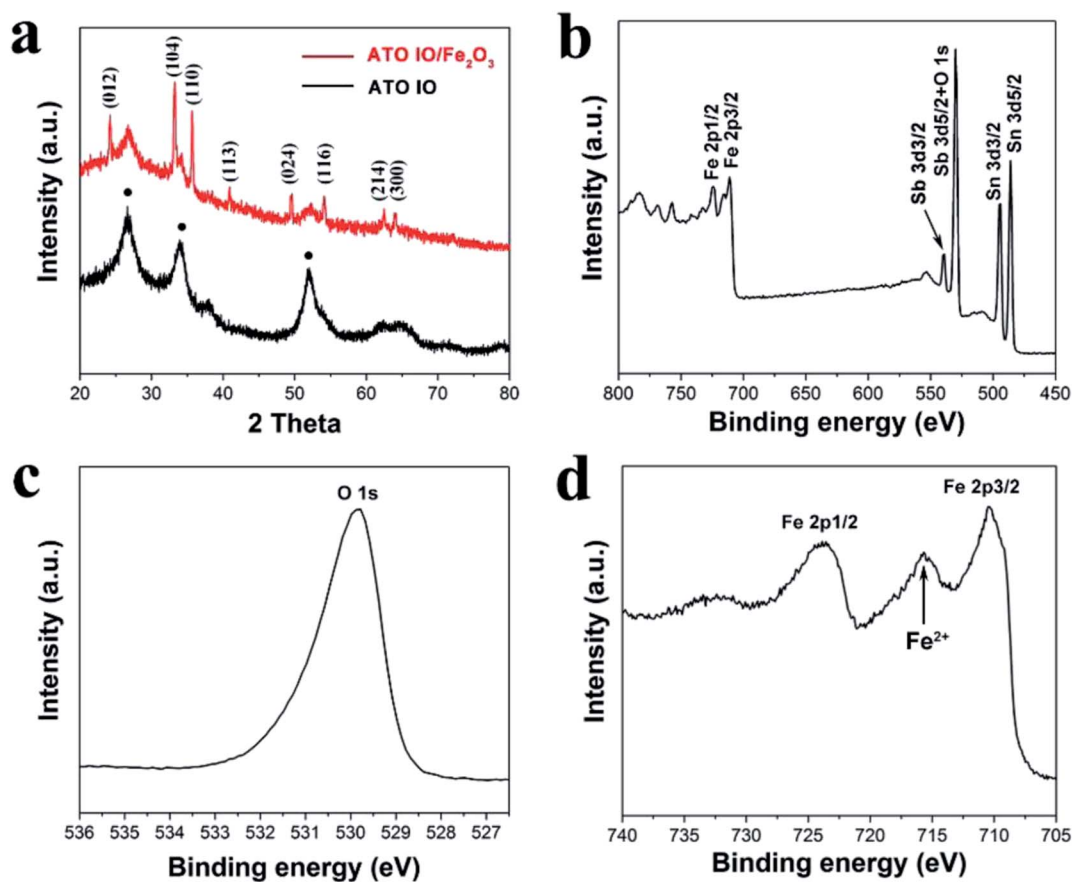 a
ATO IO/Fe₂O₃
ATO IO
(012)
(104)
(110)
(113)
(024)
(116)
(214)
(300)
Intensity (a.u.)
20 30 40 50 60 70 80
2 Theta
b
Fe 2p1/2
Fe 2p3/2
Sb 3d3/2
Sb 3d5/2+O 1s
Sn 3d3/2
Sn 3d5/2
Intensity (a.u.)
800 750 700 650 600 550 500 450
Binding energy (eV)
c
O 1s
Intensity (a.u.)
536 535 534 533 532 531 530 529 528 527
Binding energy (eV)
d
Fe 2p3/2
Fe 2p1/2
Fe²⁺
Intensity (a.u.)
740 735 730 725 720 715 710 705
Binding energy (eV)